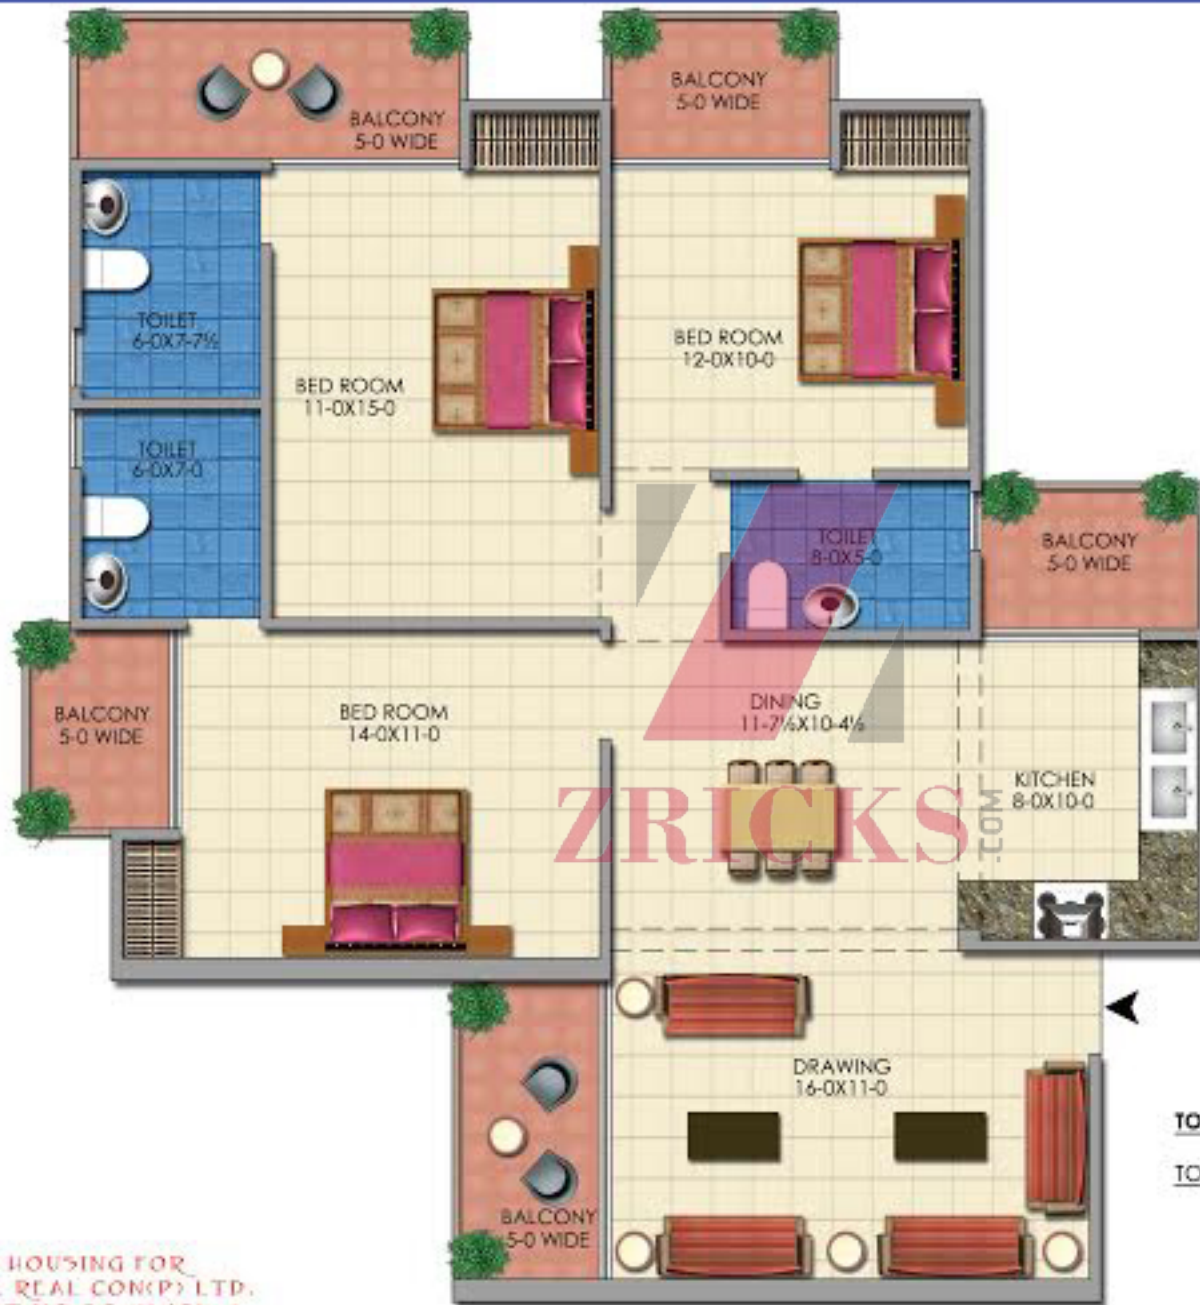 BALCONY
5-0 WIDE
BALCONY
5-0 WIDE
TOILET
6-0X7-7½
BED ROOM
11-0X15-0
BED ROOM
12-0X10-0
TOILET
6-0X7-0
TOILET
8-0X5-0
BALCONY
5-0 WIDE
BALCONY
5-0 WIDE
BED ROOM
14-0X11-0
DINING
11-7½X10-4½
KITCHEN
8-0X10-0
ZRICKS
.COM
DRAWING
16-0X11-0
TO
TO
BALCONY
5-0 WIDE
HOUSING FOR
REAL CON(P) LTD.